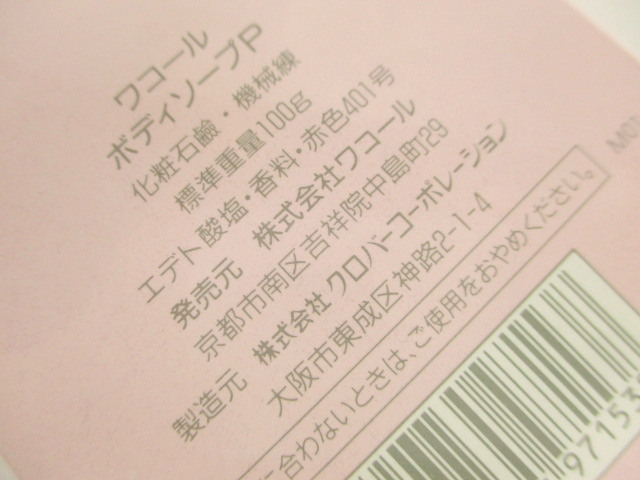 ワコール
ボディソープP
化粧石鹸・機械練
標準重量100g
エデト酸塩・香料・赤色401号
発売元 株式会社ワコール
京都市南区吉祥院中島町29
製造元 株式会社クロバーコーポレーション
大阪市東成区神路2-1-4
に合わないときは、ご使用をおやめください。
97153
M01